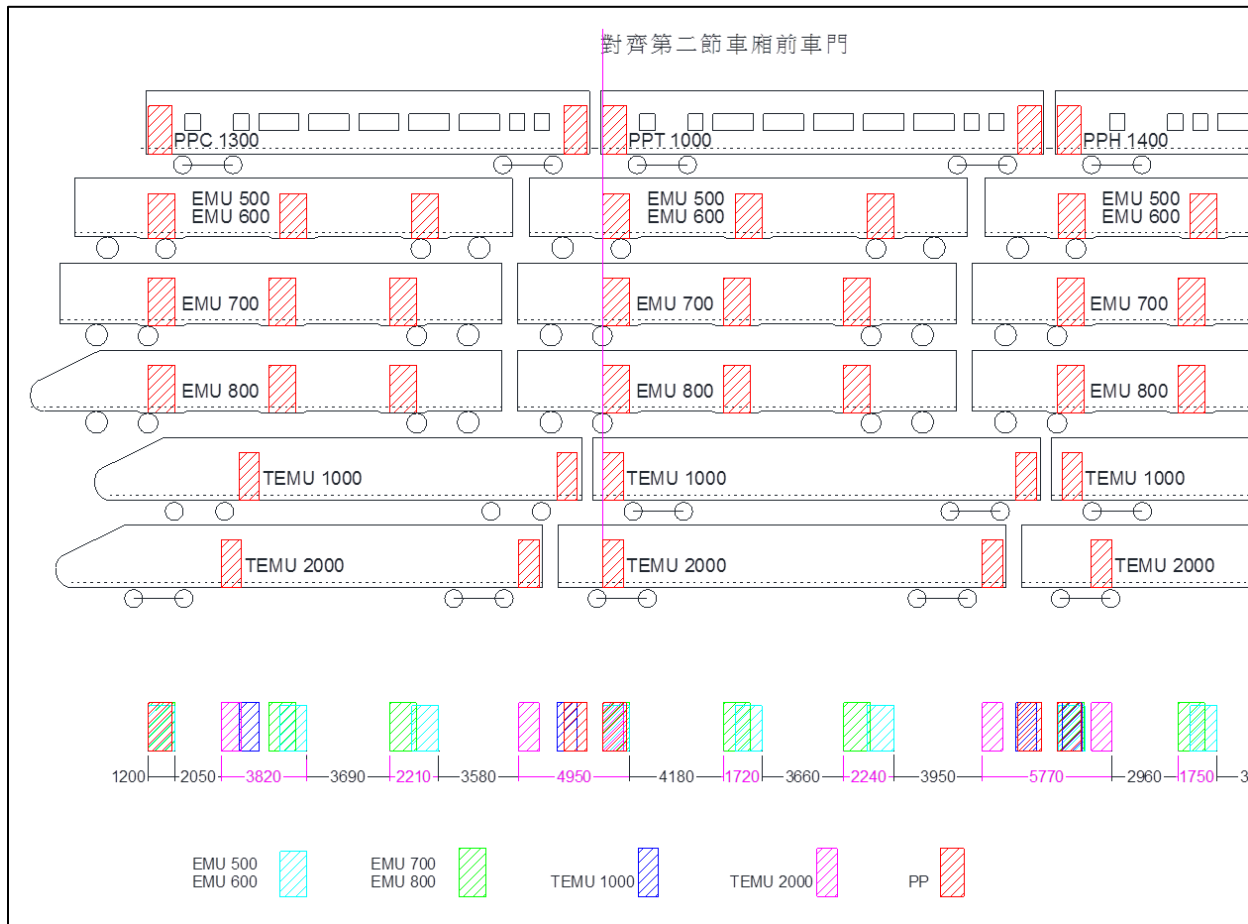 對齊第二節車廂前車門
PPC 1300 PPT 1000 PPH 1400
EMU 500 EMU 500 EMU 500
EMU 600 EMU 600 EMU 600
EMU 700 EMU 700 EMU 700
EMU 800 EMU 800 EMU 800
TEMU 1000 TEMU 1000 TEMU 1000
TEMU 2000 TEMU 2000 TEMU 2000
1200 2050 3820 3690 2210 3580 4950 4180 1720 3660 2240 3950 5770 2960 1750
EMU 500 EMU 700
EMU 600 EMU 800 TEMU 1000 TEMU 2000 PP